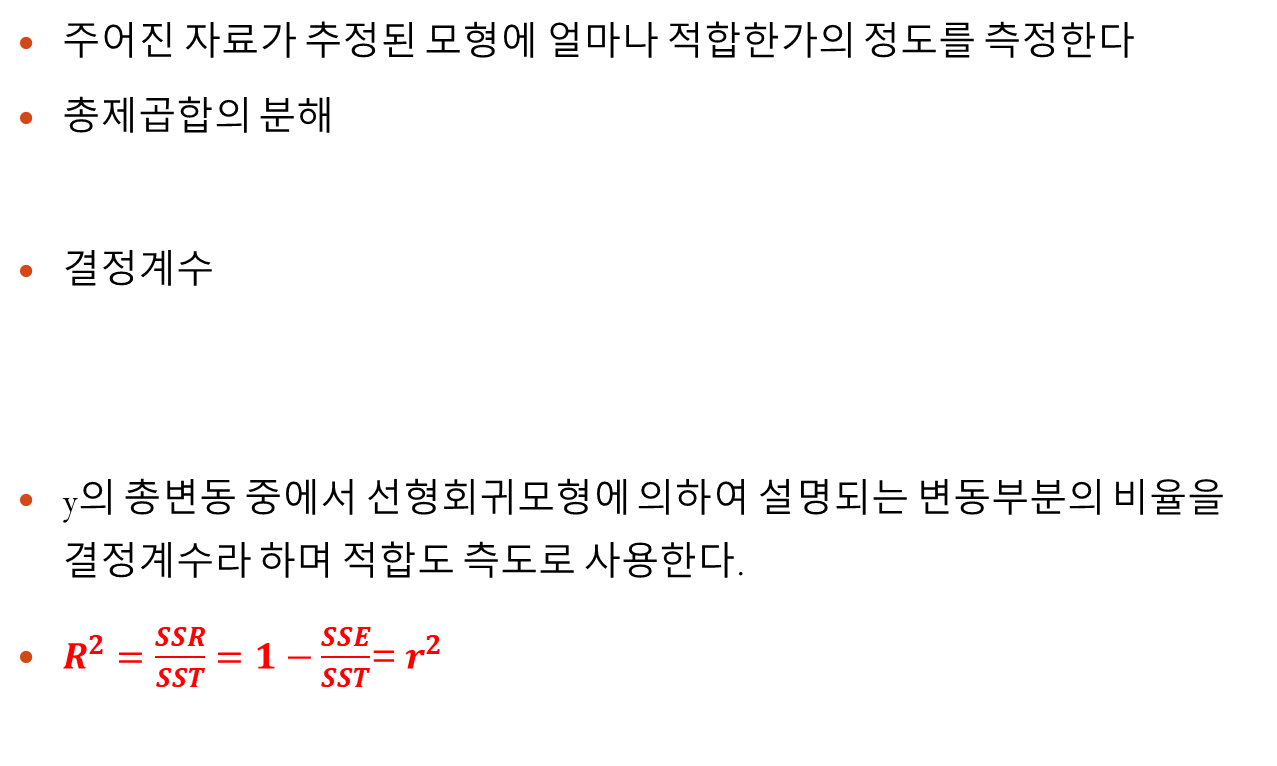 • 주어진 자료가 추정된 모형에 얼마나 적합한가의 정도를 측정한다
• 총제곱합의 분해
• 결정계수
• y의 총변동 중에서 선형회귀모형에 의하여 설명되는 변동부분의 비율을
결정계수라 하며 적합도 측도로 사용한다.
• R² = SSR/SST = 1 − SSE/SST = r²